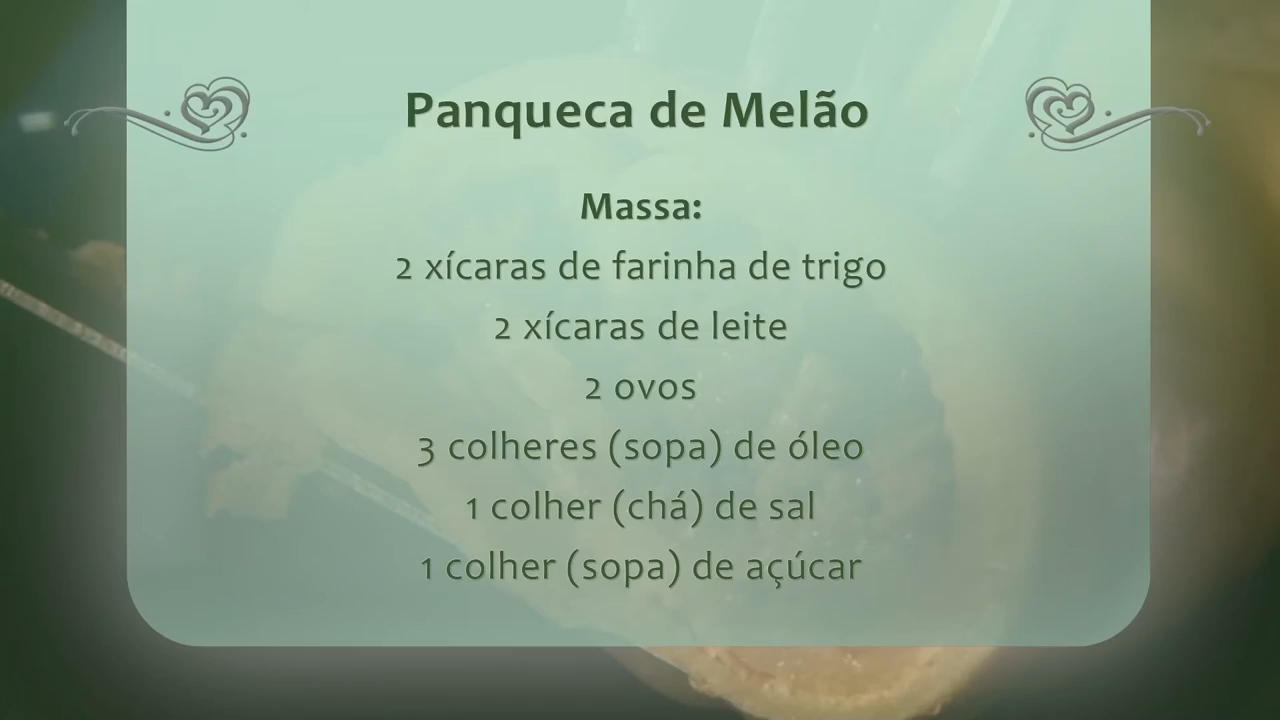 Panqueca de Melão
Massa:
2 xícaras de farinha de trigo
2 xícaras de leite
2 ovos
3 colheres (sopa) de óleo
1 colher (chá) de sal
1 colher (sopa) de açúcar